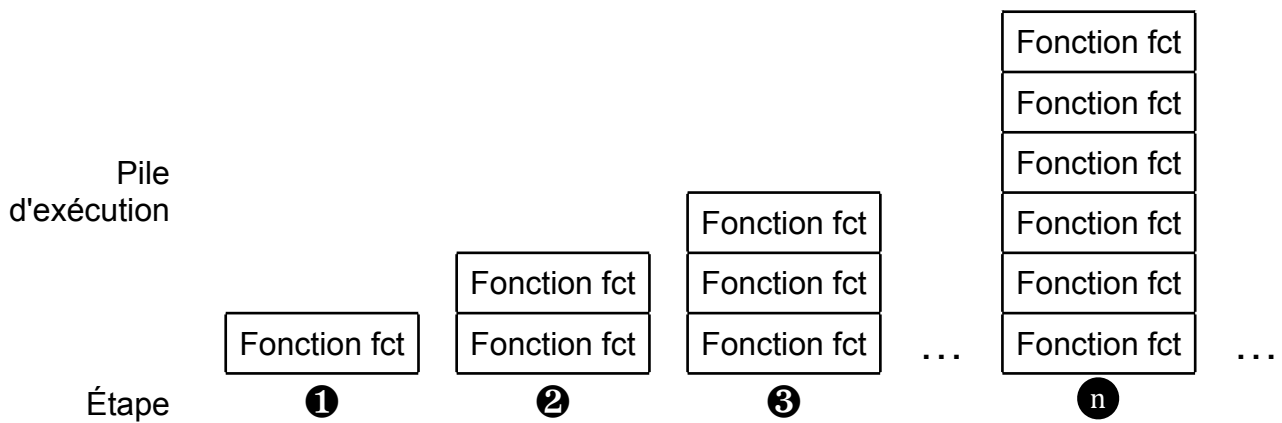 Fonction fct
Fonction fct
Fonction fct
Pile
d'exécution
Fonction fct
Fonction fct
Fonction fct Fonction fct Fonction fct
Fonction fct Fonction fct Fonction fct ... Fonction fct ...
Étape ❶ ❷ ❸ n